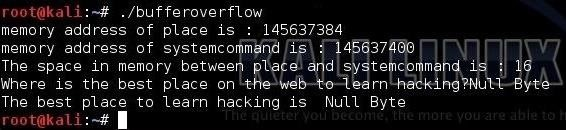 root@kali:~# ./bufferoverflow
memory address of place is : 145637384
memory address of systemcommand is : 145637400
The space in memory between place and systemcommand is : 16
Where is the best place on the web to learn hacking?Null Byte
The best place to learn hacking is  Null Byte
root@kali:~#
KALI LINUX
The quieter you become, the more you are able to hear